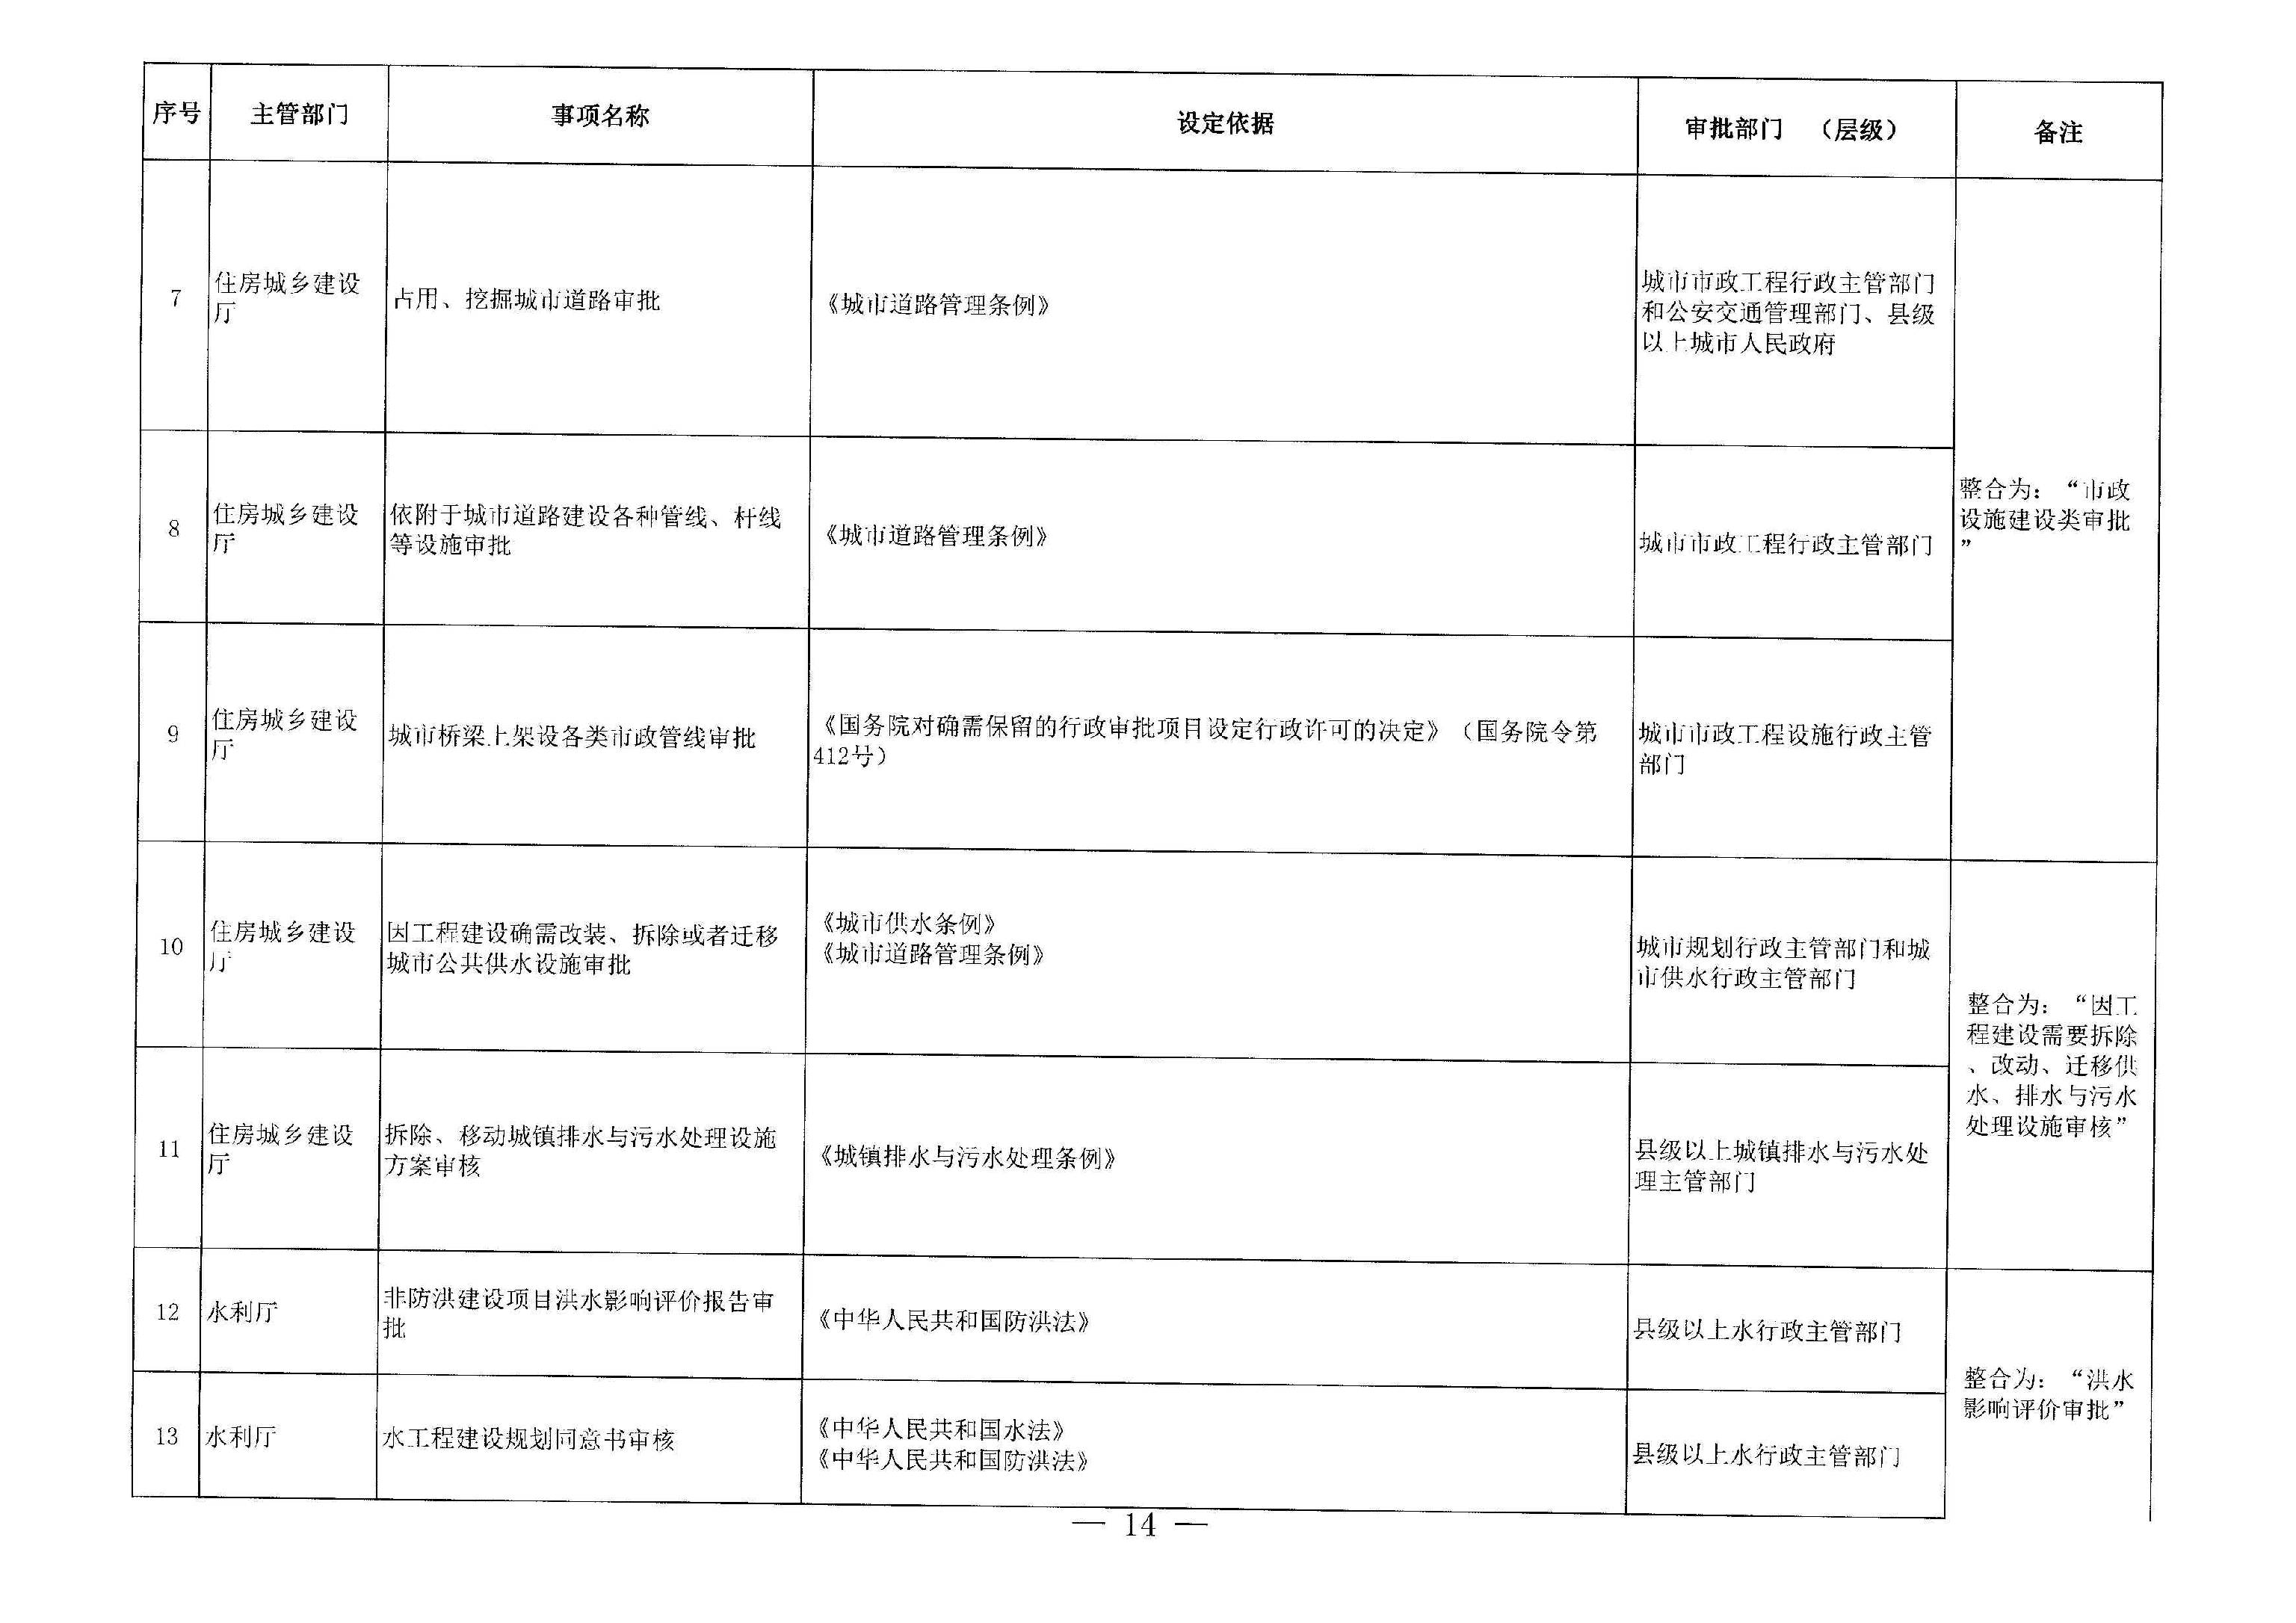 序号 主管部门 事项名称 设定依据 审批部门 （层级） 备注
7
住房城乡建设
厅
占用、挖掘城市道路审批
《城市道路管理条例》
城市市政工程行政主管部门
和公安交通管理部门、县级
以上城市人民政府
整合为：“市政
设施建设类审批
”
8
住房城乡建设
厅
依附于城市道路建设各种管线、杆线
等设施审批
《城市道路管理条例》
城市市政工程行政主管部门
9
住房城乡建设
厅
城市桥梁上架设各类市政管线审批
《国务院对确需保留的行政审批项目设定行政许可的决定》（国务院令第
412号）
城市市政工程设施行政主管
部门
10
住房城乡建设
厅
因工程建设确需改装、拆除或者迁移
城市公共供水设施审批
《城市供水条例》
《城市道路管理条例》
城市规划行政主管部门和城
市供水行政主管部门
整合为：“因工
程建设需要拆除
、改动、迁移供
水、排水与污水
处理设施审核”
11
住房城乡建设
厅
拆除、移动城镇排水与污水处理设施
方案审核
《城镇排水与污水处理条例》
县级以上城镇排水与污水处
理主管部门
12
水利厅
非防洪建设项目洪水影响评价报告审
批
《中华人民共和国防洪法》
县级以上水行政主管部门
整合为：“洪水
影响评价审批”
13
水利厅
水工程建设规划同意书审核
《中华人民共和国水法》
《中华人民共和国防洪法》
县级以上水行政主管部门
— 14 —